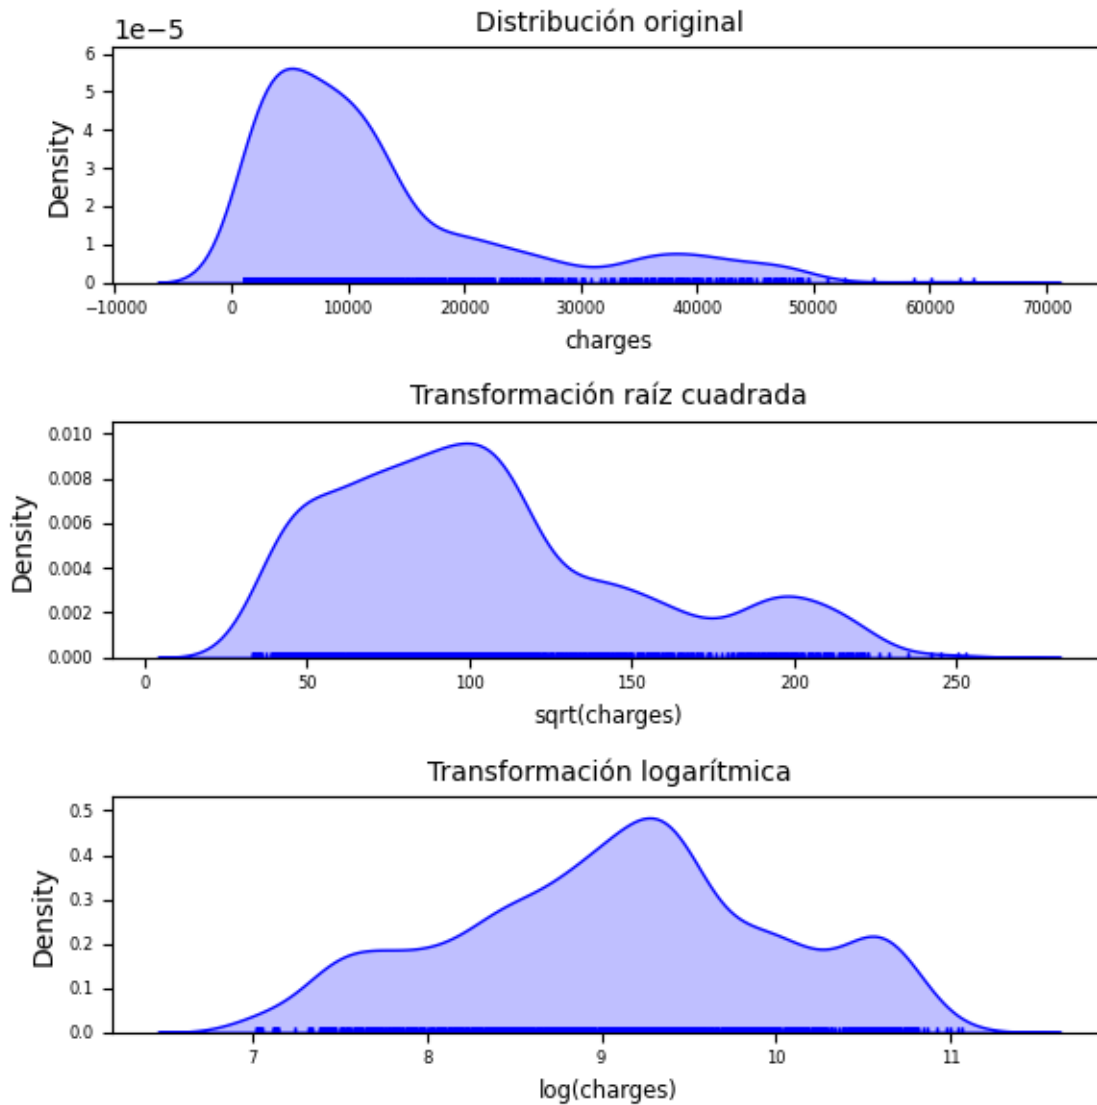 Distribución original
1e−5
6
5
4
3
2
1
0
Density
−10000 0 10000 20000 30000 40000 50000 60000 70000
charges
Transformación raíz cuadrada
0.010
0.008
0.006
0.004
0.002
0.000
Density
0 50 100 150 200 250
sqrt(charges)
Transformación logarítmica
0.5
0.4
0.3
0.2
0.1
0.0
Density
7 8 9 10 11
log(charges)